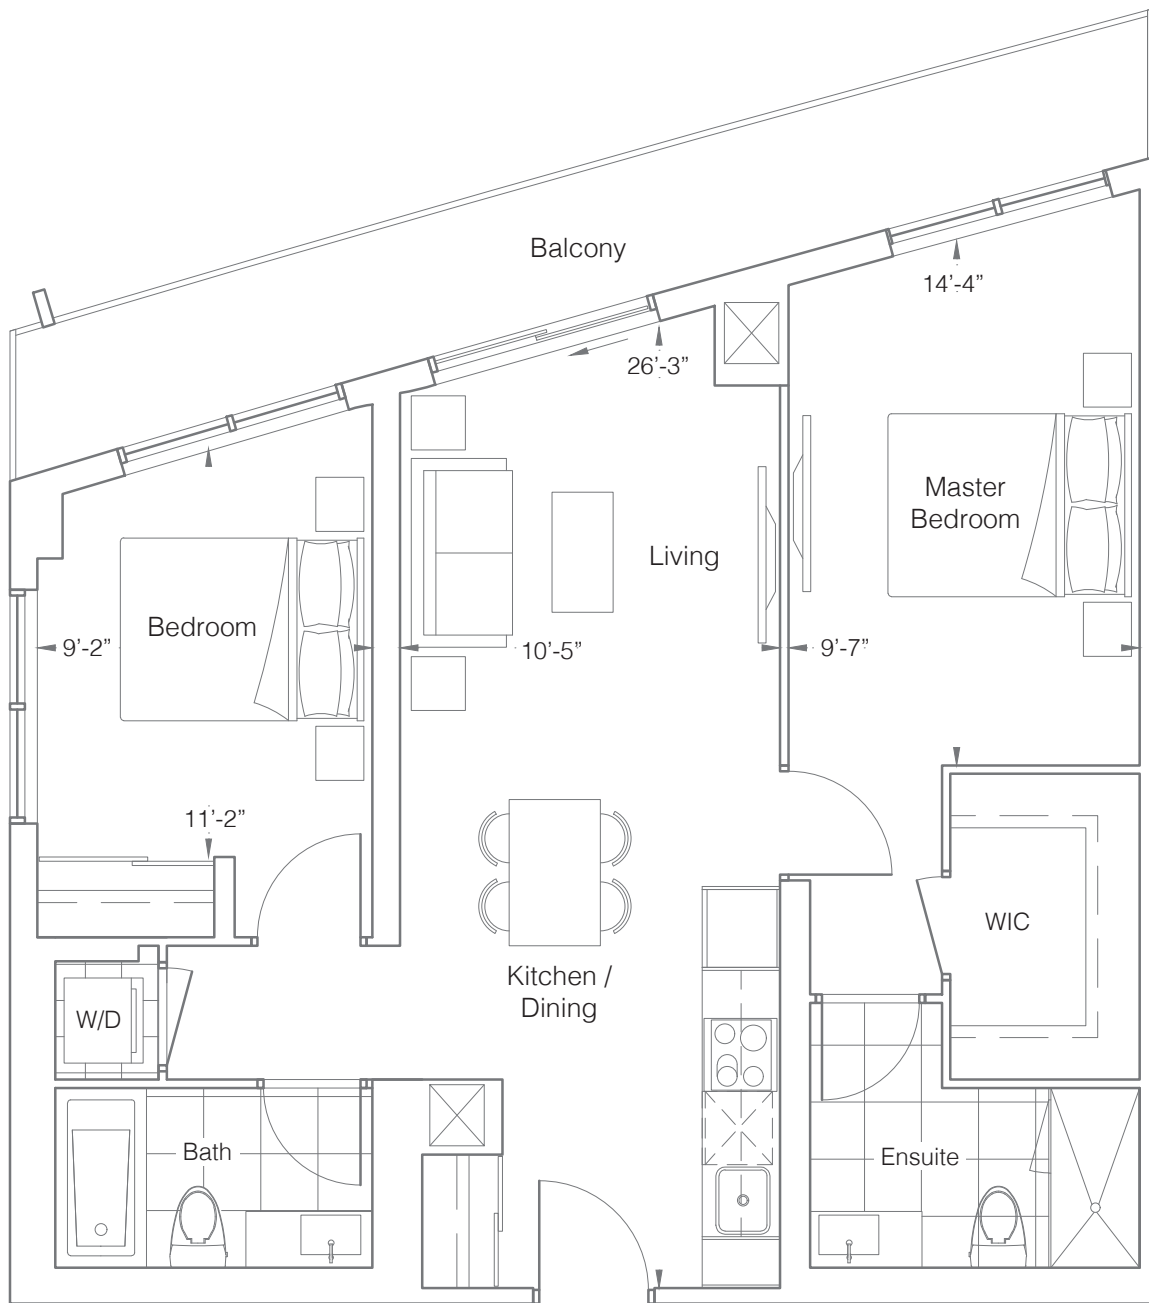 Balcony
14’-4”
26’-3”
Master
Bedroom
Living
Bedroom
9’-2”
10’-5”
9’-7”
11’-2”
WIC
Kitchen /
Dining
W/D
Bath
Ensuite